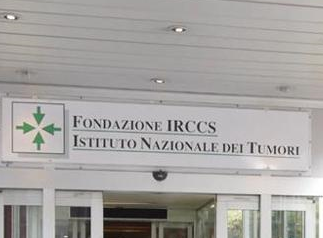 FONDAZIONE IRCCS
ISTITUTO NAZIONALE DEI TUMORI